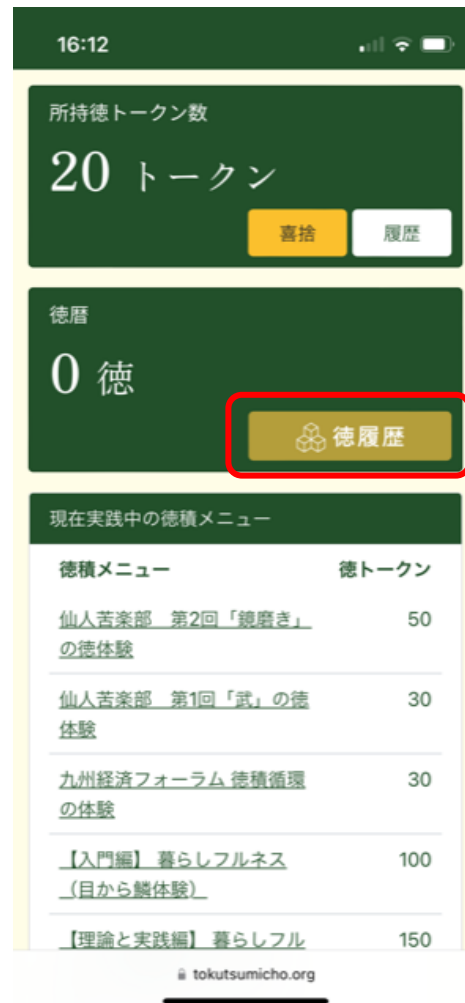 16:12
所持徳トークン数
20 トークン
喜捨 履歴
徳暦
0 徳
徳履歴
現在実践中の徳積メニュー
徳積メニュー 徳トークン
仙人苦楽部 第2回「鏡磨き」 50
の徳体験
仙人苦楽部 第1回「武」の徳 30
体験
九州経済フォーラム 徳積循環 30
の体験
【入門編】 暮らしフルネス 100
（目から鱗体験）
【理論と実践編】 暮らしフル 150
tokutsumicho.org